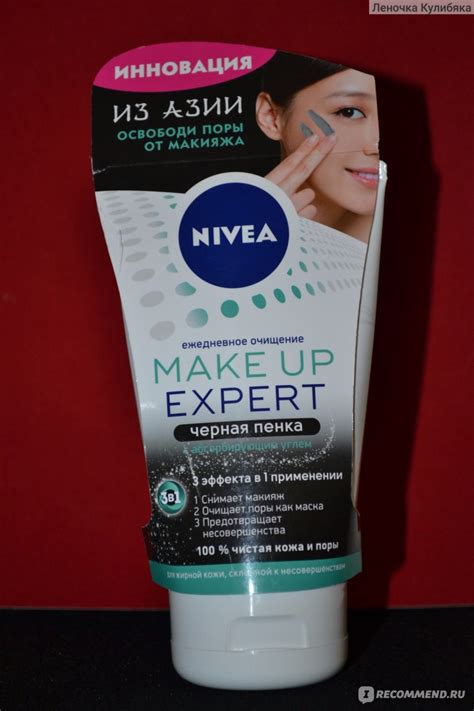 Леночка Кулибяка
ИННОВАЦИЯ
ИЗ АЗИИ
ОСВОБОДИ ПОРЫ
ОТ МАКИЯЖА
NIVEA
ежедневное очищение
MAKE UP
EXPERT
черная пенка
с абсорбирующим углем
3 эффекта в 1 применении
3в1
1 Снимает макияж
2 Очищает поры как маска
3 Предотвращает
несовершенства
100 % чистая кожа и поры
для жирной кожи, склонной к несовершенствам
I RECOMMEND.RU